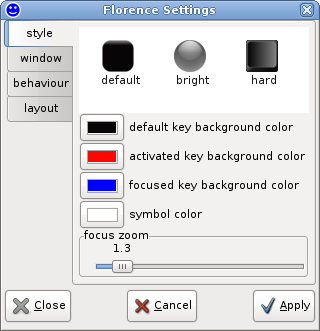 Florence Settings
style
window
behaviour
layout
default bright hard
default key background color
activated key background color
focused key background color
symbol color
focus zoom
1.3
Close Cancel Apply